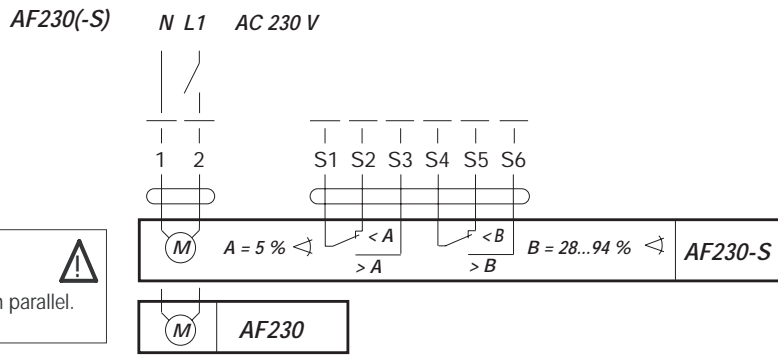 AF230(-S) N L1 AC 230 V
1 2 S1 S2 S3 S4 S5 S6
M A = 5 % < A > A < B > B B = 28...94 % AF230-S
n parallel.
M AF230